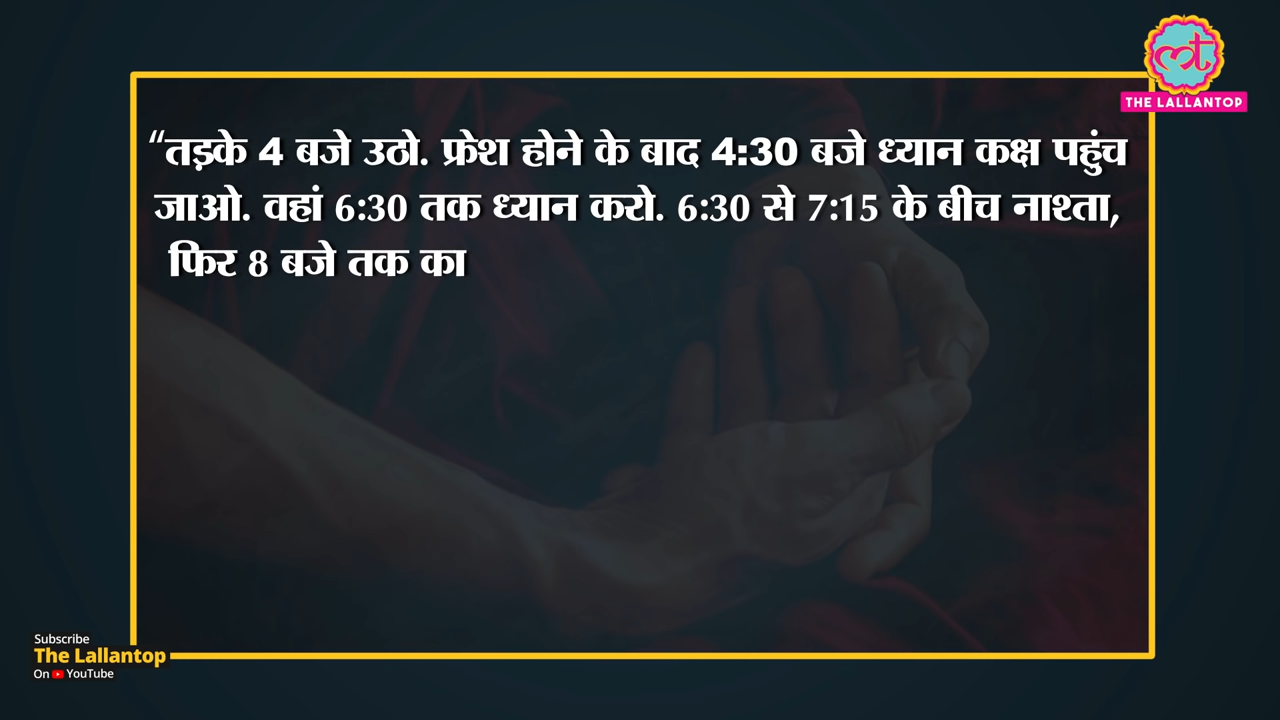 THE LALLANTOP
“तड़के 4 बजे उठो. फ्रेश होने के बाद 4:30 बजे ध्यान कक्ष पहुंच
जाओ. वहां 6:30 तक ध्यान करो. 6:30 से 7:15 के बीच नाश्ता,
फिर 8 बजे तक का
Subscribe
The Lallantop
On YouTube